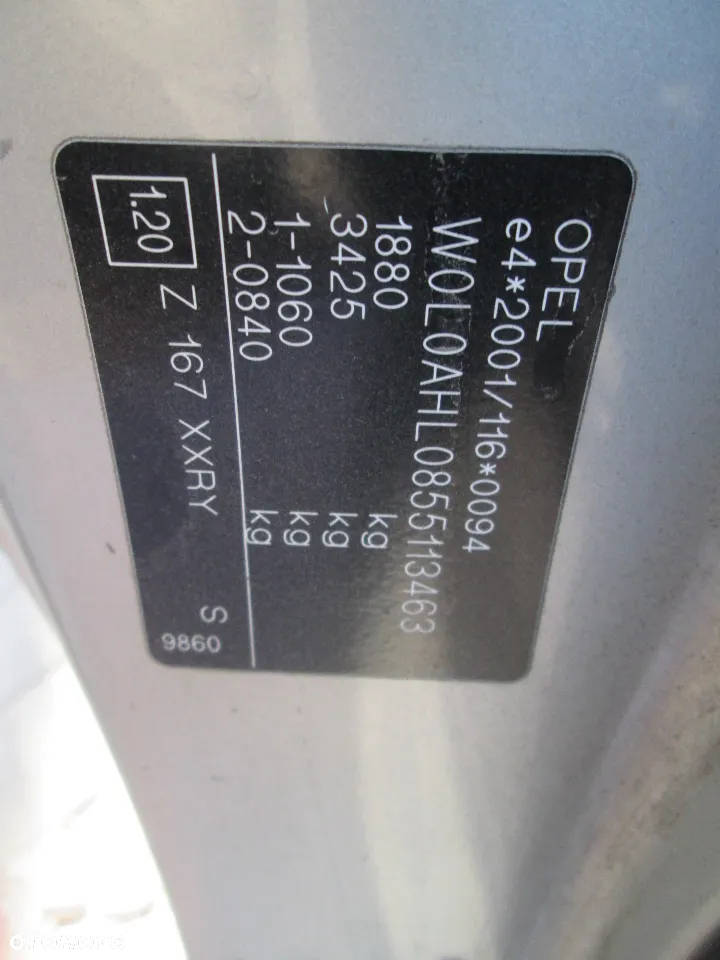 OPEL
e4*2001/116*0094
W0L0AHL0855113463
1880 kg
3425 kg
1-1060 kg
2-0840 kg
1.20 Z 167 XXRY S
9860
OTOMOTO